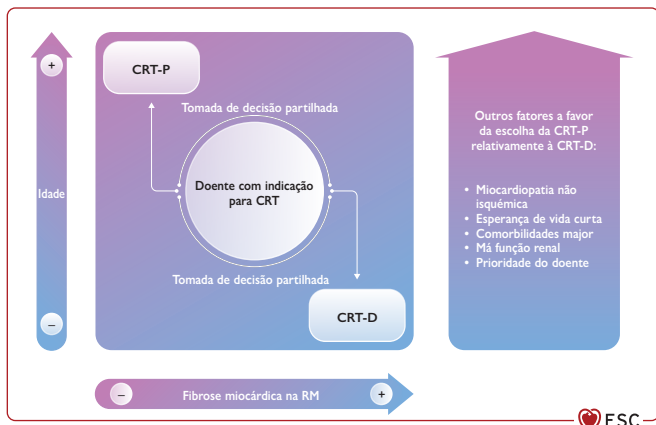 +
Idade
–
CRT-P
Tomada de decisão partilhada
Doente com indicação
para CRT
Tomada de decisão partilhada
CRT-D
–
Fibrose miocárdica na RM
+
Outros fatores a favor
da escolha da CRT-P
relativamente à CRT-D:
• Miocardiopatia não
isquémica
• Esperança de vida curta
• Comorbilidades major
• Má função renal
• Prioridade do doente
ESC